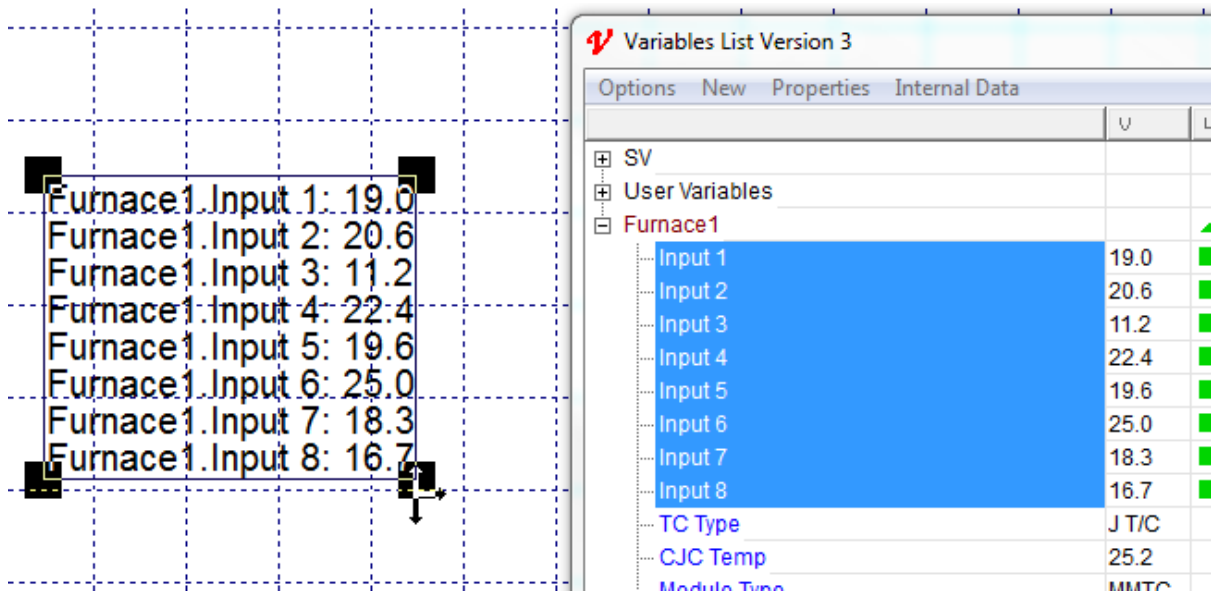 Variables List Version 3
Options New Properties Internal Data
V
SV
User Variables
Furnace1
Input 1 19.0
Input 2 20.6
Input 3 11.2
Input 4 22.4
Input 5 19.6
Input 6 25.0
Input 7 18.3
Input 8 16.7
TC Type J T/C
CJC Temp 25.2
Module Type MMTC
Furnace1.Input 1: 19.0
Furnace1.Input 2: 20.6
Furnace1.Input 3: 11.2
Furnace1.Input 4: 22.4
Furnace1.Input 5: 19.6
Furnace1.Input 6: 25.0
Furnace1.Input 7: 18.3
Furnace1.Input 8: 16.7